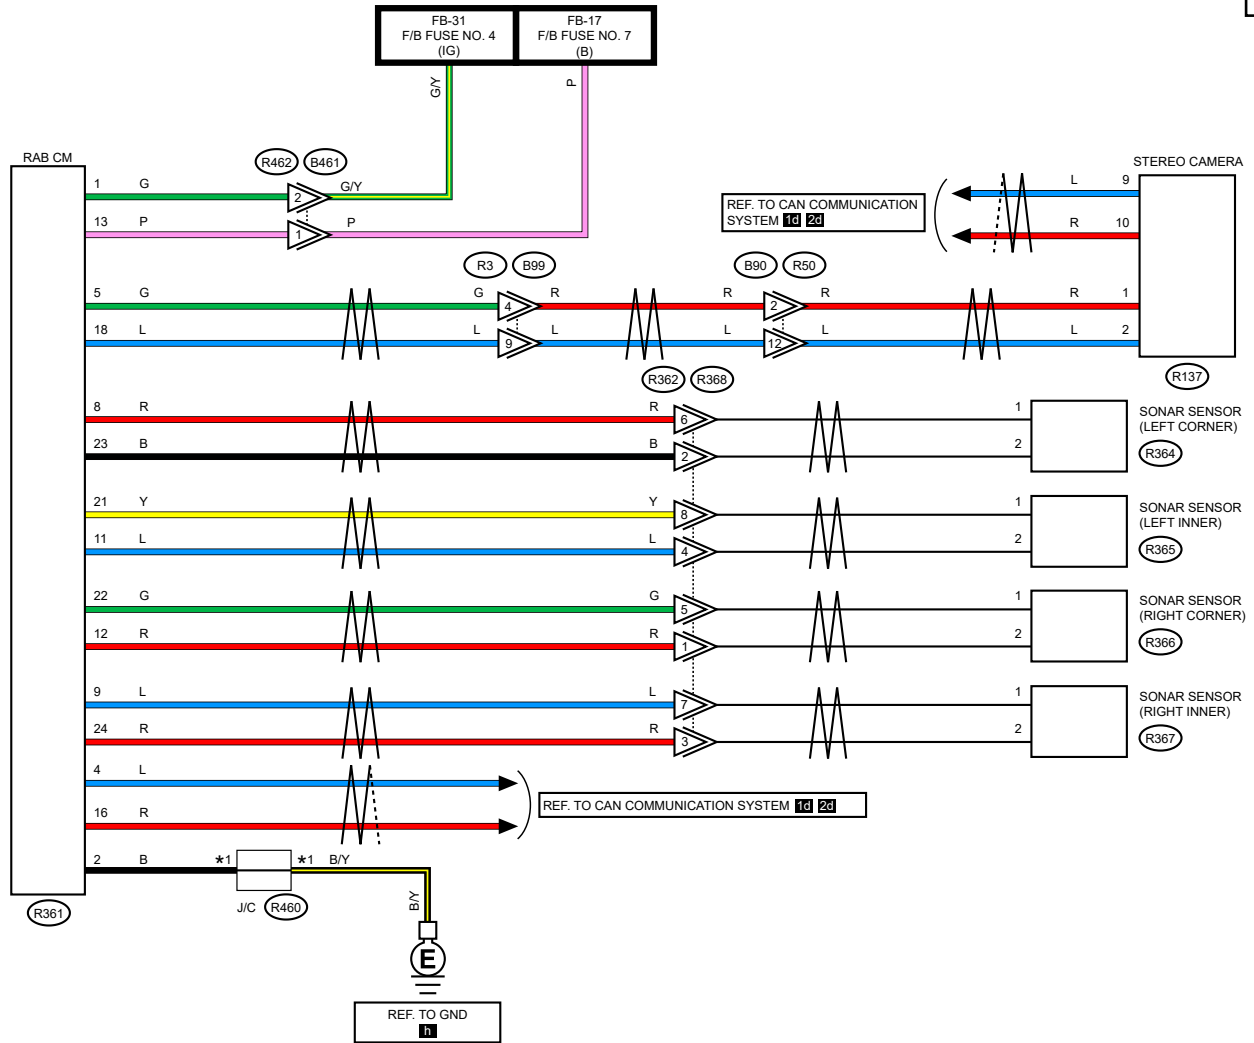 FB-31
F/B FUSE NO. 4
(IG)
FB-17
F/B FUSE NO. 7
(B)
G/Y
P
RAB CM
R462 B461
STEREO CAMERA
1 G 2 G/Y
13 P 1 P
REF. TO CAN COMMUNICATION
SYSTEM 1d 2d
L 9
R 10
R3 B99 B90 R50
5 G G 4 R R 2 R R 1
18 L L 9 L L 12 L L 2
R362 R368
R137
8 R R 6 1
23 B B 2 2
SONAR SENSOR
(LEFT CORNER)
R364
21 Y Y 8 1
11 L L 4 2
SONAR SENSOR
(LEFT INNER)
R365
22 G G 5 1
12 R R 1 2
SONAR SENSOR
(RIGHT CORNER)
R366
9 L L 7 1
24 R R 3 2
SONAR SENSOR
(RIGHT INNER)
R367
4 L
16 R
REF. TO CAN COMMUNICATION SYSTEM 1d 2d
2 B *1 *1 B/Y
B/Y
R361
J/C R460
E
REF. TO GND
h